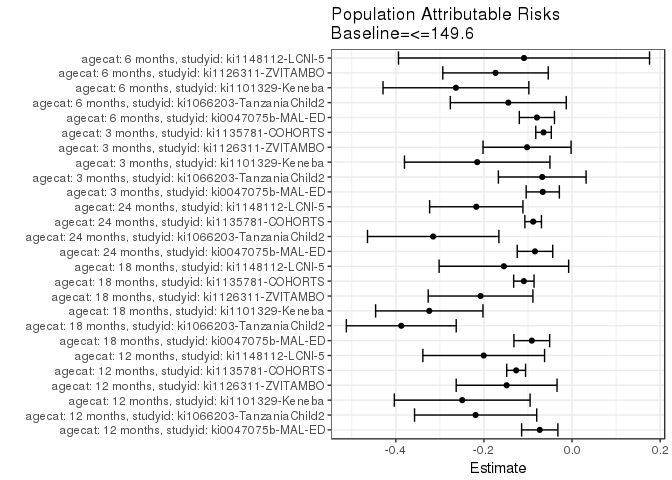 Population Attributable Risks
Baseline=<=149.6
agecat: 6 months, studyid: ki1148112-LCNI-5
agecat: 6 months, studyid: ki1126311-ZVITAMBO
agecat: 6 months, studyid: ki1101329-Keneba
agecat: 6 months, studyid: ki1066203-TanzaniaChild2
agecat: 6 months, studyid: ki0047075b-MAL-ED
agecat: 3 months, studyid: ki1135781-COHORTS
agecat: 3 months, studyid: ki1126311-ZVITAMBO
agecat: 3 months, studyid: ki1101329-Keneba
agecat: 3 months, studyid: ki1066203-TanzaniaChild2
agecat: 3 months, studyid: ki0047075b-MAL-ED
agecat: 24 months, studyid: ki1148112-LCNI-5
agecat: 24 months, studyid: ki1135781-COHORTS
agecat: 24 months, studyid: ki1066203-TanzaniaChild2
agecat: 24 months, studyid: ki0047075b-MAL-ED
agecat: 18 months, studyid: ki1148112-LCNI-5
agecat: 18 months, studyid: ki1135781-COHORTS
agecat: 18 months, studyid: ki1126311-ZVITAMBO
agecat: 18 months, studyid: ki1101329-Keneba
agecat: 18 months, studyid: ki1066203-TanzaniaChild2
agecat: 18 months, studyid: ki0047075b-MAL-ED
agecat: 12 months, studyid: ki1148112-LCNI-5
agecat: 12 months, studyid: ki1135781-COHORTS
agecat: 12 months, studyid: ki1126311-ZVITAMBO
agecat: 12 months, studyid: ki1101329-Keneba
agecat: 12 months, studyid: ki1066203-TanzaniaChild2
agecat: 12 months, studyid: ki0047075b-MAL-ED
-0.4 -0.2 0.0 0.2
Estimate